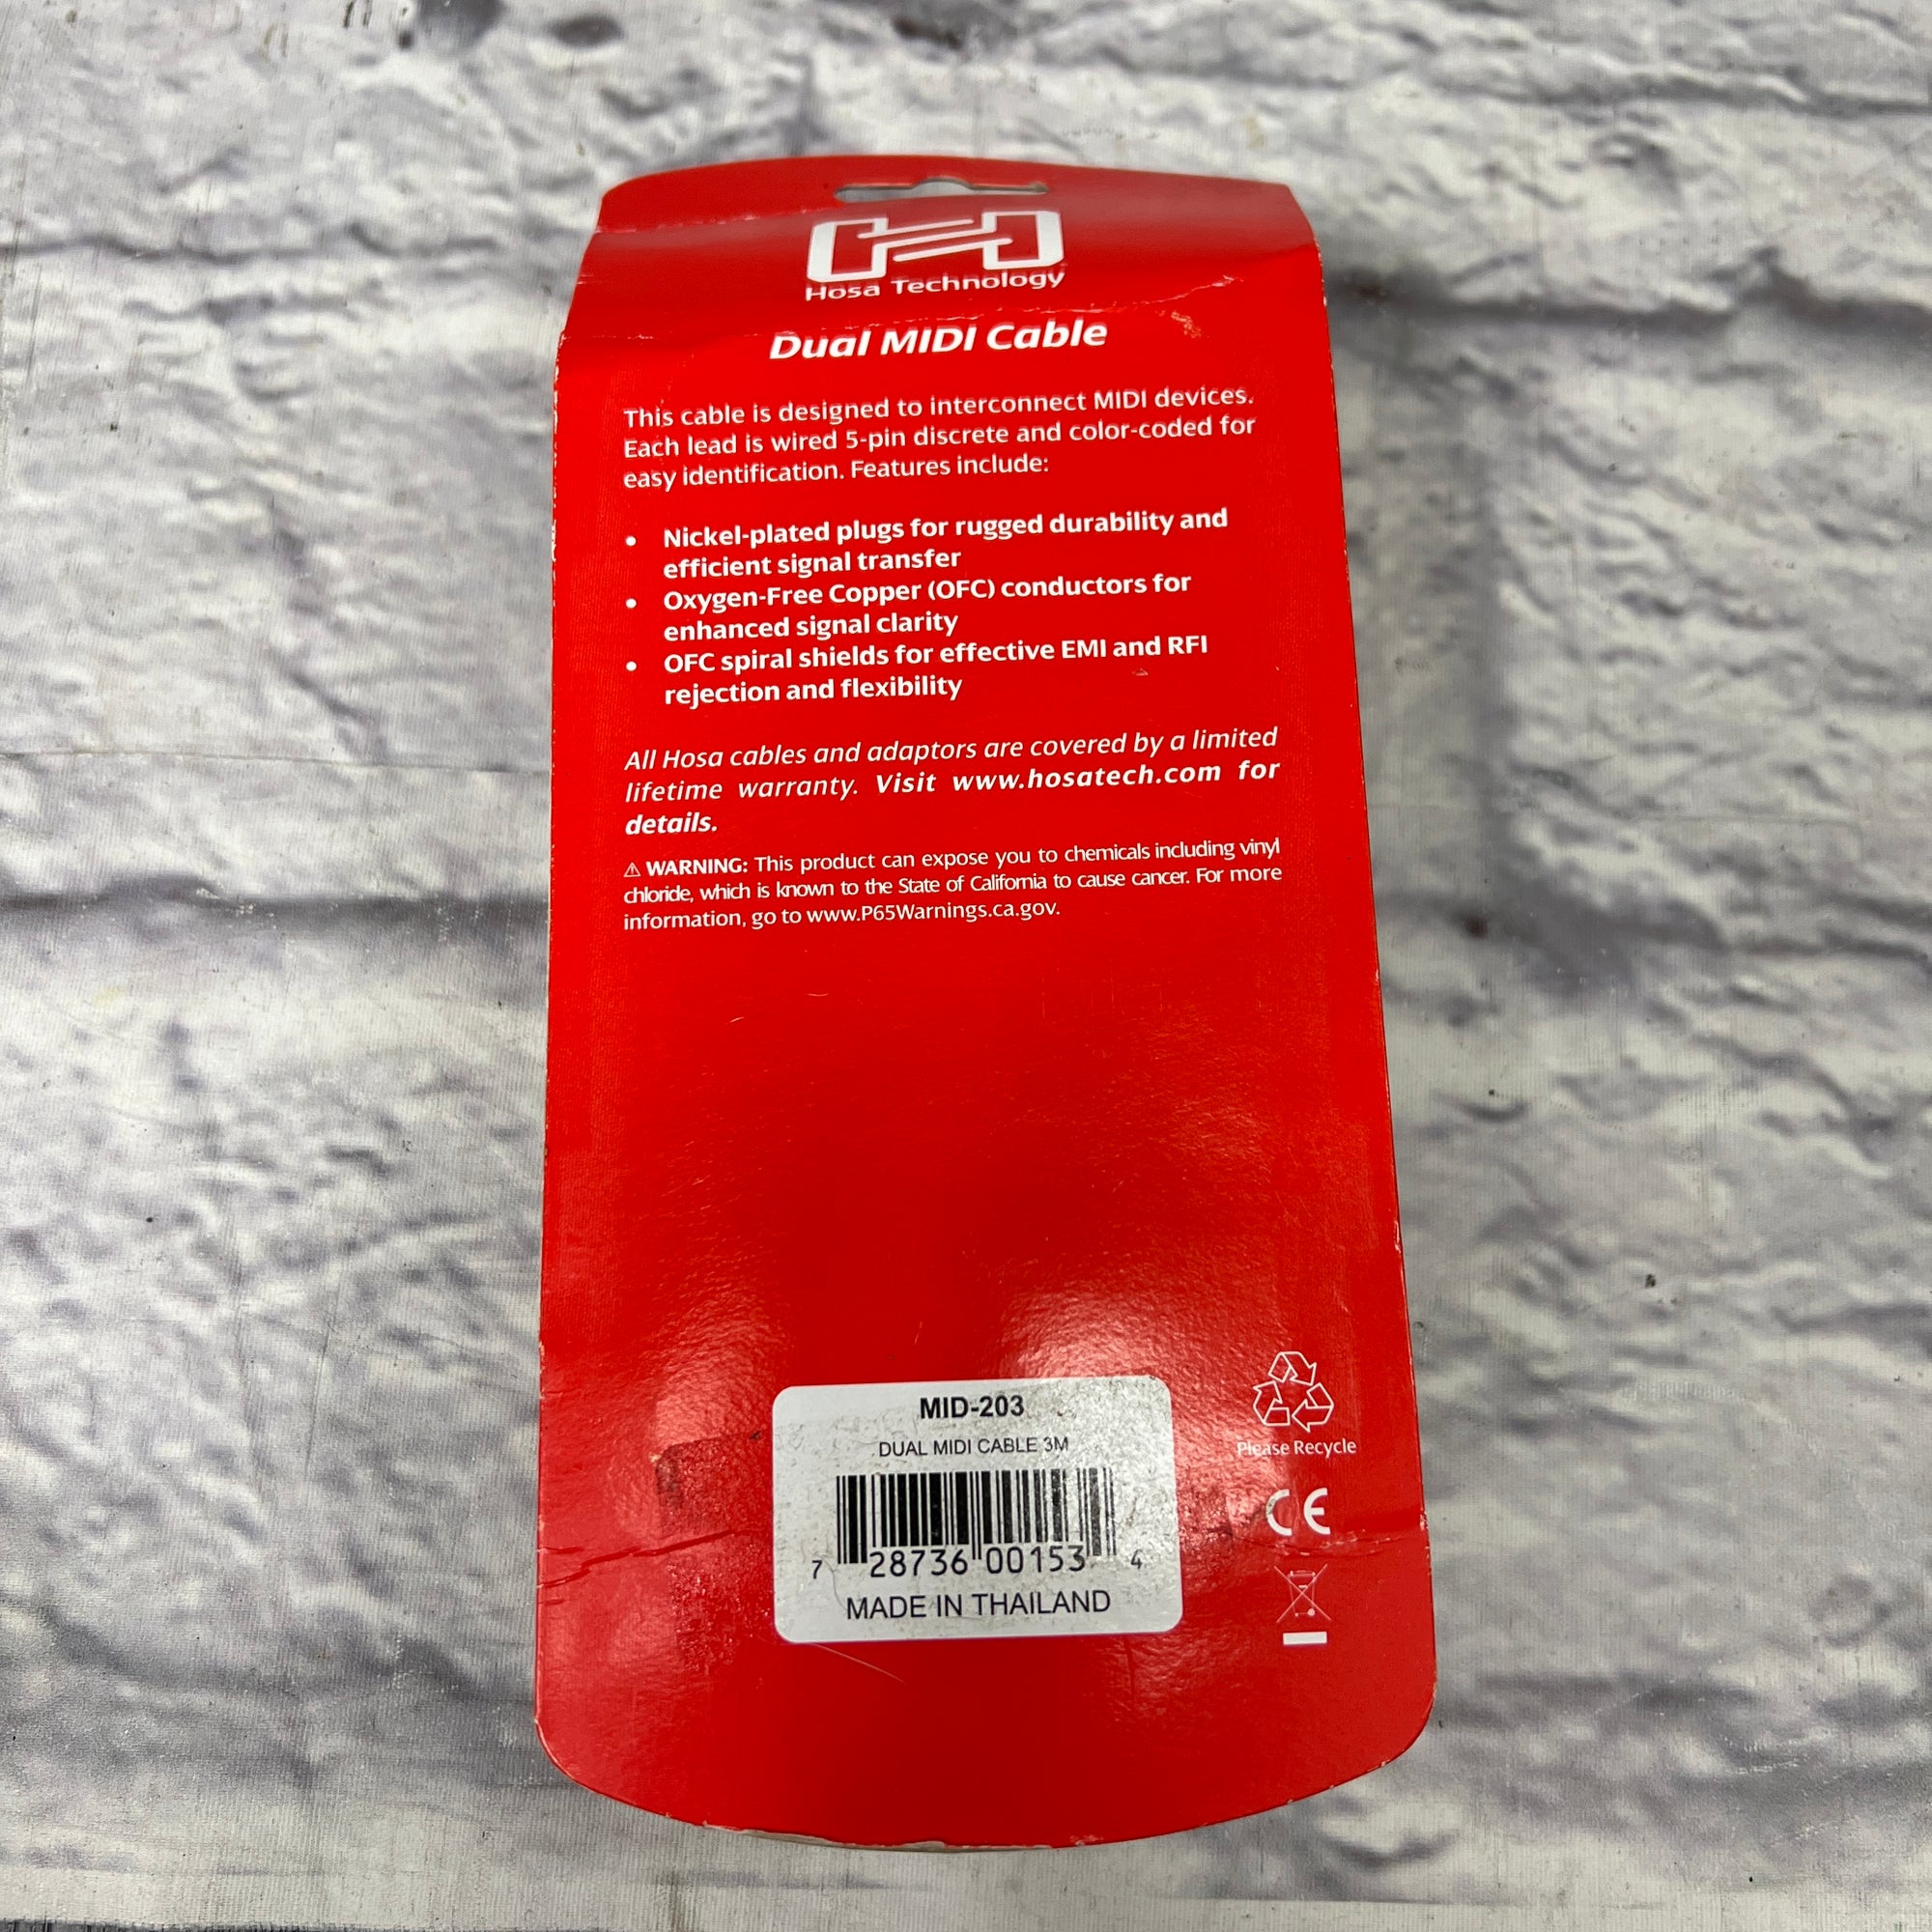 Hosa Technology
Dual MIDI Cable
This cable is designed to interconnect MIDI devices.
Each lead is wired 5-pin discrete and color-coded for
easy identification. Features include:
• Nickel-plated plugs for rugged durability and
efficient signal transfer
• Oxygen-Free Copper (OFC) conductors for
enhanced signal clarity
• OFC spiral shields for effective EMI and RFI
rejection and flexibility
All Hosa cables and adaptors are covered by a limited
lifetime warranty. Visit www.hosatech.com for
details.
⚠ WARNING: This product can expose you to chemicals including vinyl
chloride, which is known to the State of California to cause cancer. For more
information, go to www.P65Warnings.ca.gov.
MID-203
DUAL MIDI CABLE 3M
7 28736 00153 4
MADE IN THAILAND
Please Recycle
CE